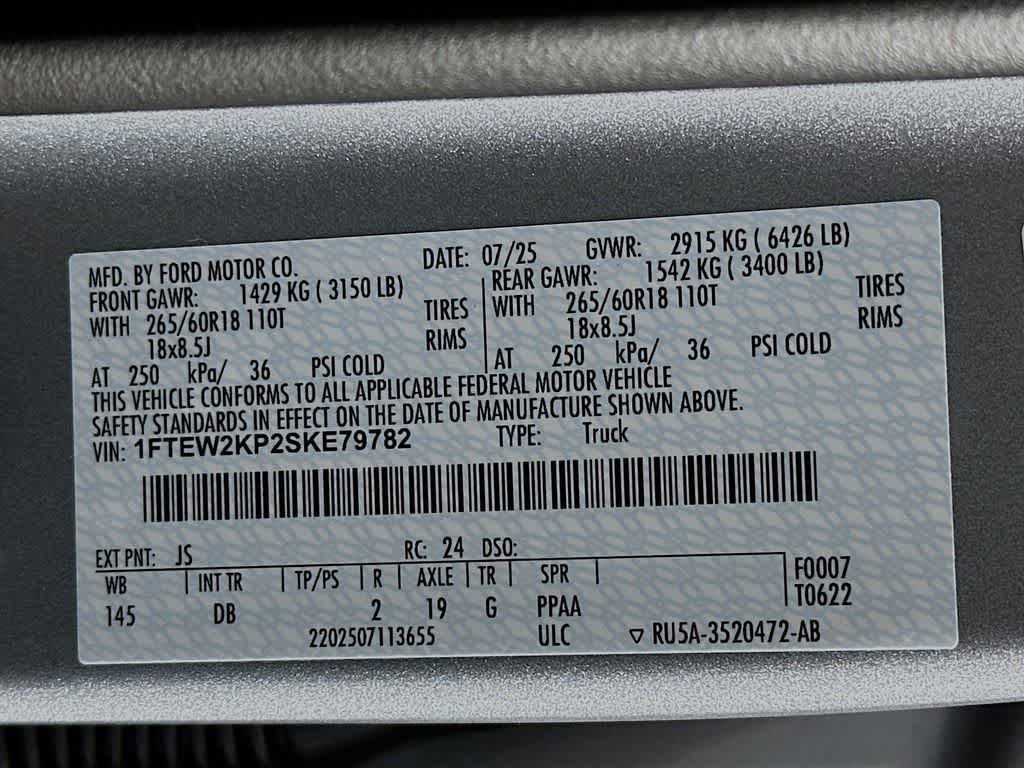 MFD. BY FORD MOTOR CO. DATE: 07/25 GVWR: 2915 KG ( 6426 LB)
FRONT GAWR: 1429 KG ( 3150 LB) REAR GAWR: 1542 KG ( 3400 LB)
WITH 265/60R18 110T TIRES WITH 265/60R18 110T TIRES
18x8.5J RIMS 18x8.5J RIMS
AT 250 kPa/ 36 PSI COLD AT 250 kPa/ 36 PSI COLD
THIS VEHICLE CONFORMS TO ALL APPLICABLE FEDERAL MOTOR VEHICLE
SAFETY STANDARDS IN EFFECT ON THE DATE OF MANUFACTURE SHOWN ABOVE.
VIN: 1FTEW2KP2SKE79782 TYPE: Truck
EXT PNT: JS RC: 24 DSO:
WB INT TR TP/PS R AXLE TR SPR F0007
145 DB 2 19 G PPAA T0622
2202507113655 ULC ▽ RU5A-3520472-AB